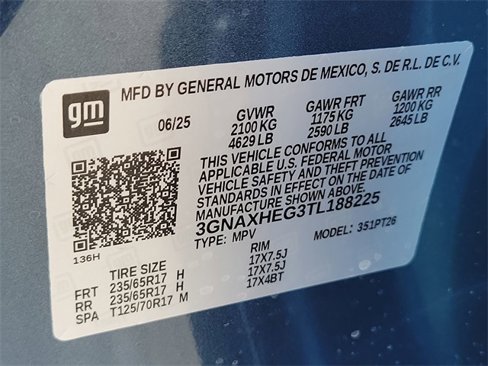 gm
MFD BY GENERAL MOTORS DE MEXICO, S. DE R.L. DE C.V.
06/25 GVWR GAWR FRT GAWR RR
2100 KG 1175 KG 1200 KG
4629 LB 2590 LB 2645 LB
THIS VEHICLE CONFORMS TO ALL
APPLICABLE U.S. FEDERAL MOTOR
VEHICLE SAFETY AND THEFT PREVENTION
STANDARDS IN EFFECT ON THE DATE OF
MANUFACTURE SHOWN ABOVE.
3GNAXHEG3TL188225
TYPE: MPV MODEL: 351PT26
136H
TIRE SIZE RIM
FRT 235/65R17 H 17X7.5J
RR 235/65R17 H 17X7.5J
SPA T125/70R17 M 17X4BT